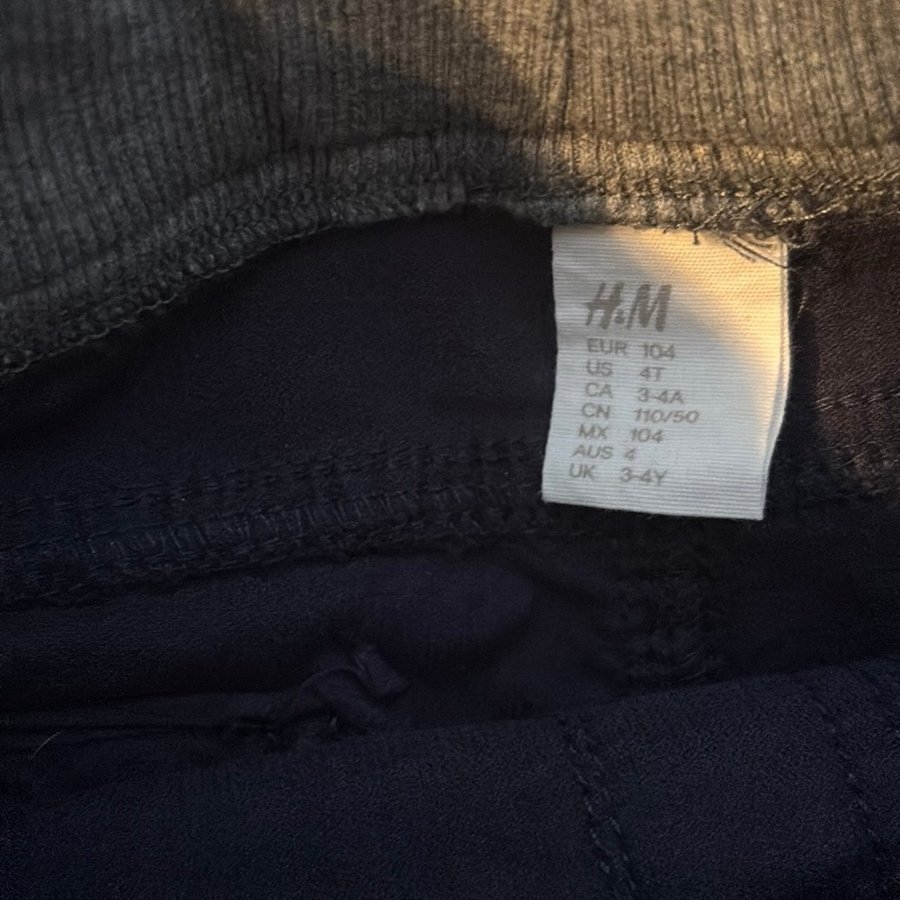 H&M
EUR 104
US 4T
CA 3-4A
CN 110/50
MX 104
AUS 4
UK 3-4Y